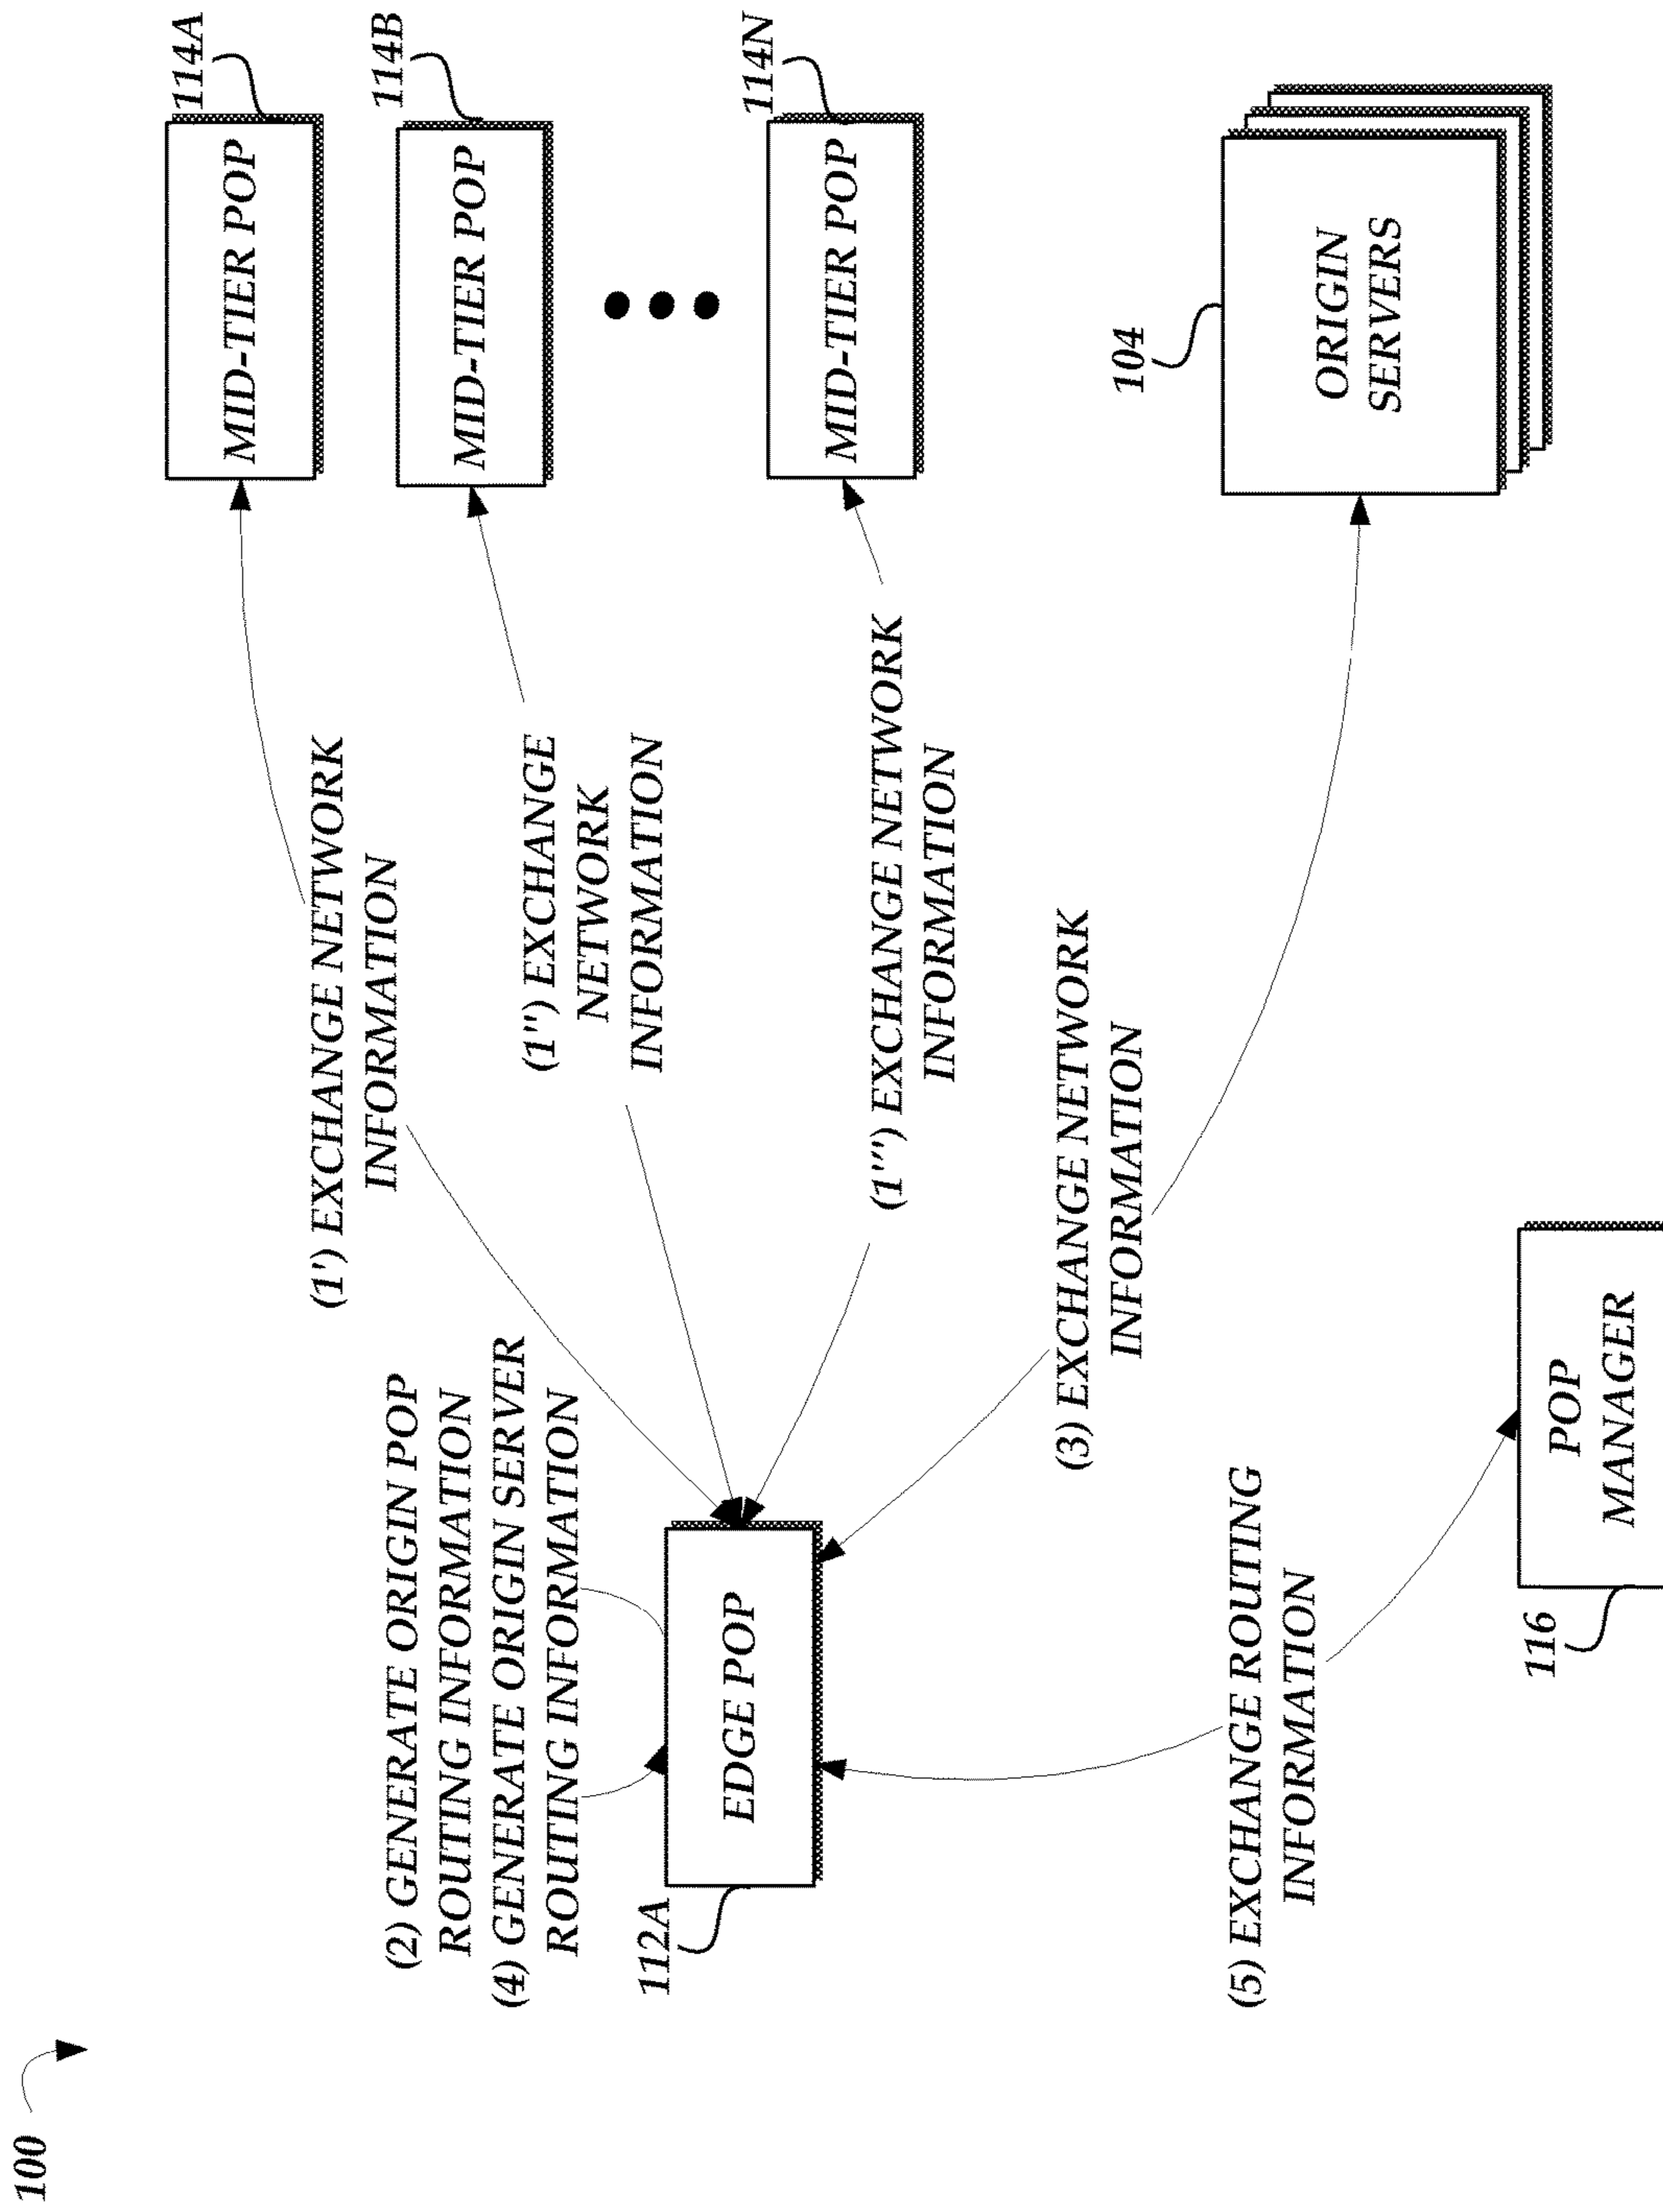 100
114A
MID-TIER POP
114B
MID-TIER POP
114N
MID-TIER POP
(1') EXCHANGE NETWORK
INFORMATION
(1'') EXCHANGE
NETWORK
INFORMATION
(1''') EXCHANGE NETWORK
INFORMATION
(2) GENERATE ORIGIN POP
ROUTING INFORMATION
(4) GENERATE ORIGIN SERVER
ROUTING INFORMATION
112A
EDGE POP
(3) EXCHANGE NETWORK
INFORMATION
104
ORIGIN
SERVERS
(5) EXCHANGE ROUTING
INFORMATION
116
POP
MANAGER